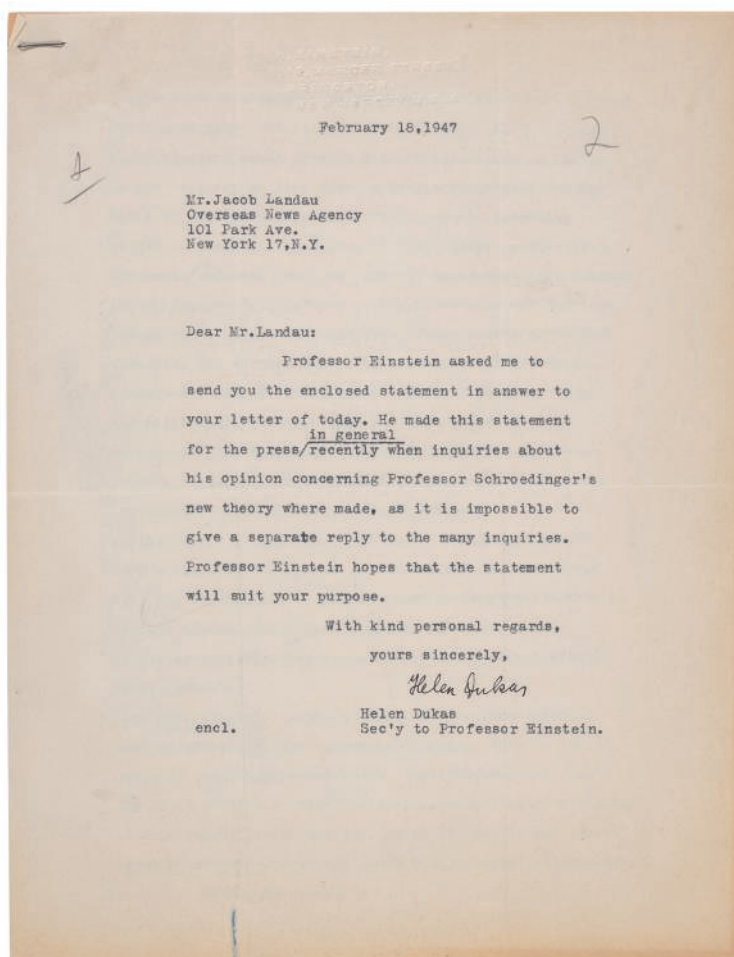 February 18,1947
2
Mr.Jacob Landau
Overseas News Agency
101 Park Ave.
New York 17,N.Y.
Dear Mr.Landau:
Professor Einstein asked me to
send you the enclosed statement in answer to
your letter of today. He made this statement
in general
for the press/recently when inquiries about
his opinion concerning Professor Schroedinger's
new theory where made, as it is impossible to
give a separate reply to the many inquiries.
Professor Einstein hopes that the statement
will suit your purpose.
With kind personal regards,
yours sincerely,
Helen Dukas
Helen Dukas
encl. Sec'y to Professor Einstein.